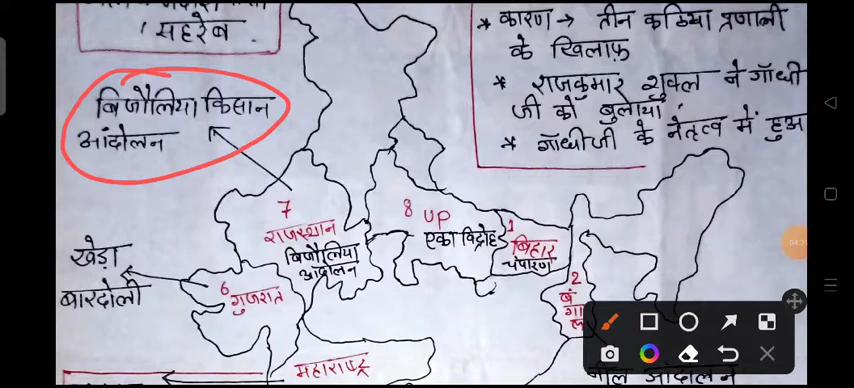 सहरेब
* कारण → तीन कठिया प्रणाली
के खिलाफ़
* राजकुमार शुक्ल ने गाँधी
जी को बुलाया
* गाँधीजी के नेतृत्व में हुआ
बिजौलिया किसान
आंदोलन
7
राजस्थान
बिजौलिया
आंदोलन
8 UP
एका विद्रोह
1
बिहार
चंपारण
खेड़ा
बारदोली
6 गुजरात
2
बं
गा
ल
महाराष्ट्र
नील आंदोलन